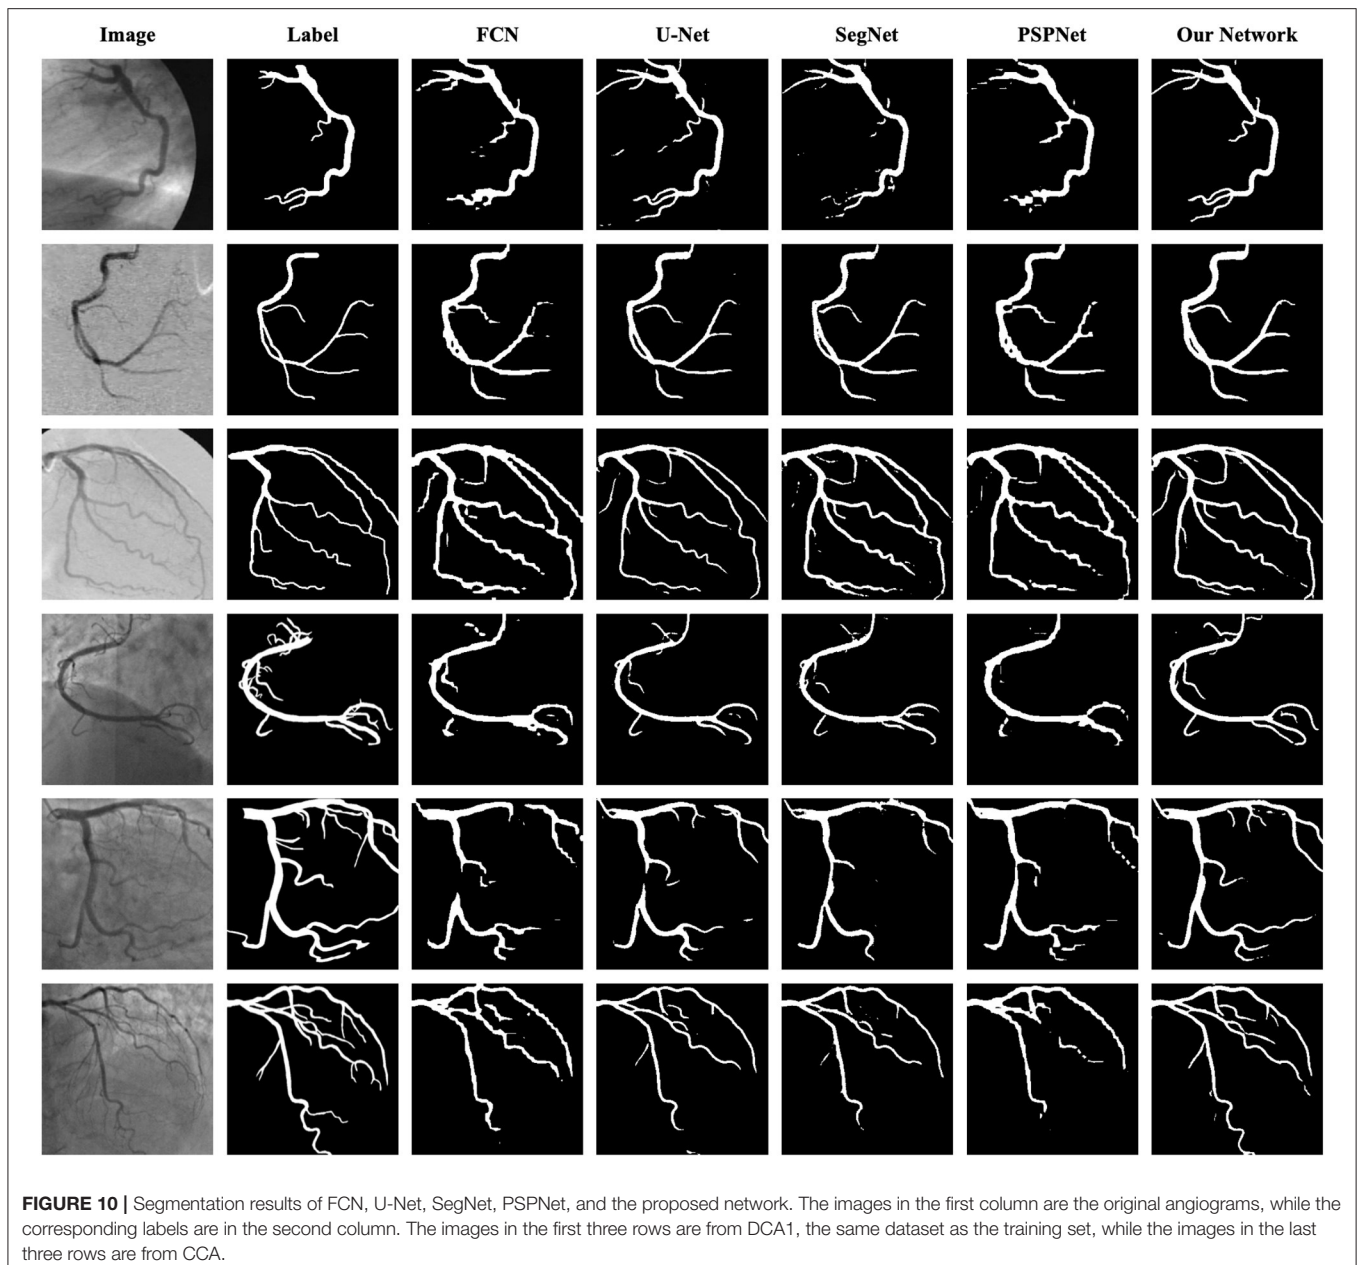 Image Label FCN U-Net SegNet PSPNet Our Network
FIGURE 10 | Segmentation results of FCN, U-Net, SegNet, PSPNet, and the proposed network. The images in the first column are the original angiograms, while the
corresponding labels are in the second column. The images in the first three rows are from DCA1, the same dataset as the training set, while the images in the last
three rows are from CCA.